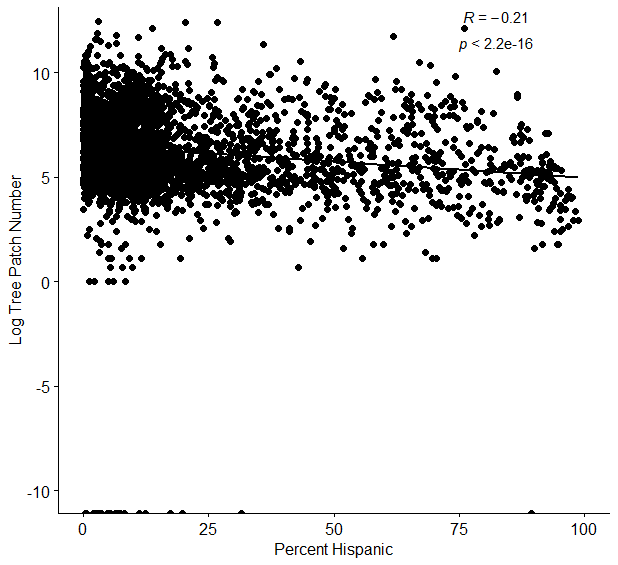 R = −0.21
p < 2.2e-16
10
5
0
-5
-10
Log Tree Patch Number
0 25 50 75 100
Percent Hispanic